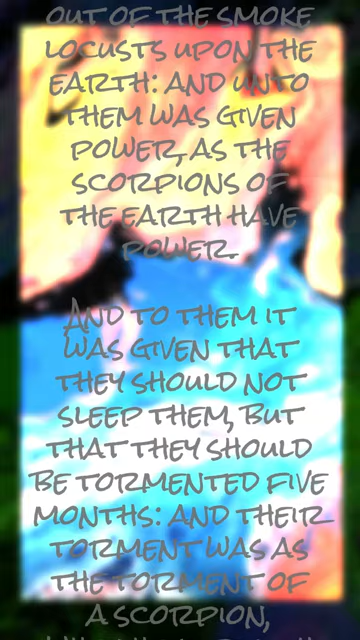 OUT OF THE SMOKE
LOCUSTS UPON THE
EARTH: AND UNTO
THEM WAS GIVEN
POWER, AS THE
SCORPIONS OF
THE EARTH HAVE
POWER.
AND TO THEM IT
WAS GIVEN THAT
THEY SHOULD NOT
SLEEP THEM, BUT
THAT THEY SHOULD
BE TORMENTED FIVE
MONTHS: AND THEIR
TORMENT WAS AS
THE TORMENT OF
A SCORPION,